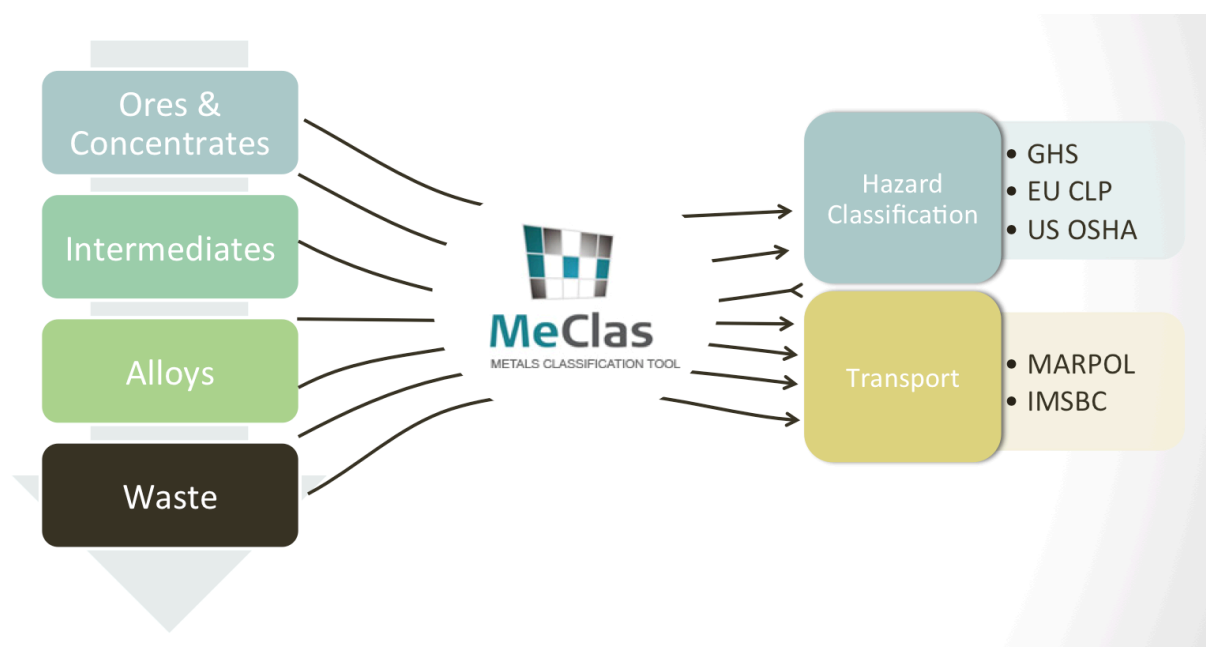 Ores &
Concentrates
Intermediates
Alloys
Waste
MeClas
METALS CLASSIFICATION TOOL
Hazard
Classification
• GHS
• EU CLP
• US OSHA
Transport
• MARPOL
• IMSBC